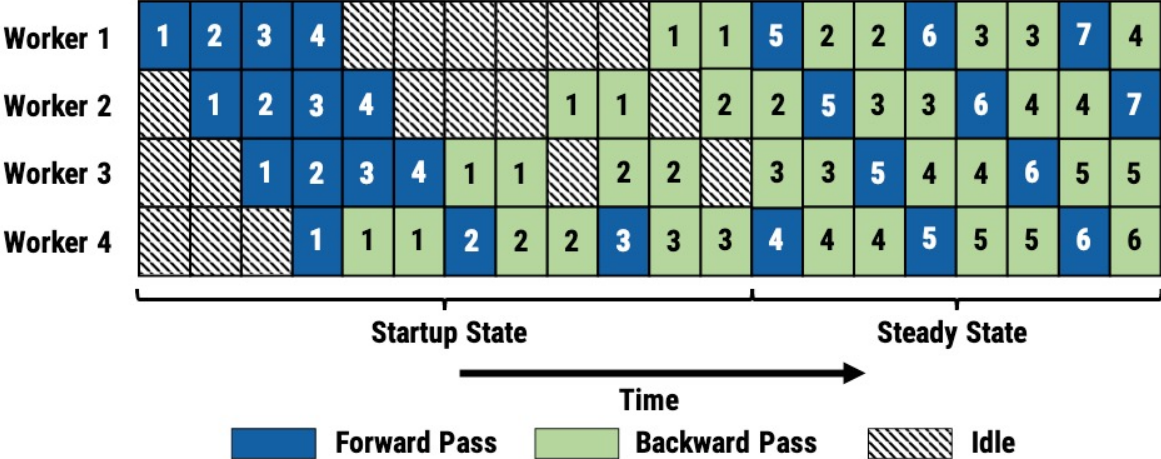 Worker 1 1 2 3 4 1 1 5 2 2 6 3 3 7 4
Worker 2 1 2 3 4 1 1 2 2 5 3 3 6 4 4 7
Worker 3 1 2 3 4 1 1 2 2 3 3 5 4 4 6 5 5
Worker 4 1 1 1 2 2 2 3 3 3 4 4 4 5 5 5 6 6
Startup State Steady State
Time
Forward Pass Backward Pass Idle